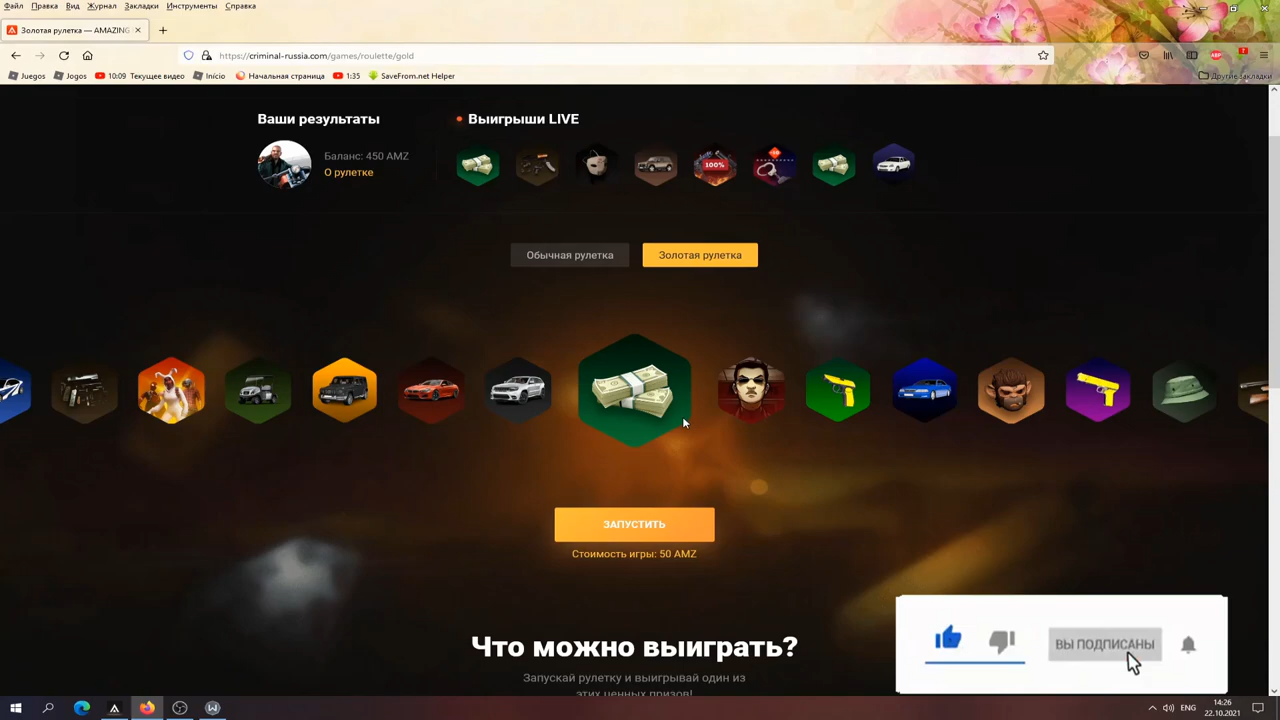 Файл Правка Вид Журнал Закладки Инструменты Справка
Золотая рулетка — AMAZING
https://criminal-russia.com/games/roulette/gold
Juegos Jogos 10:09 Текущее видео Início Начальная страница 1:35 SaveFrom.net Helper Другие закладки
ABP
Ваши результаты
Выигрыши LIVE
Баланс: 450 AMZ
О рулетке
100%
Обычная рулетка
Золотая рулетка
ЗАПУСТИТЬ
Стоимость игры: 50 AMZ
Что можно выиграть?
Запускай рулетку и выигрывай один из
этих ценных призов!
ВЫ ПОДПИСАНЫ
ENG
14:26
22.10.2021